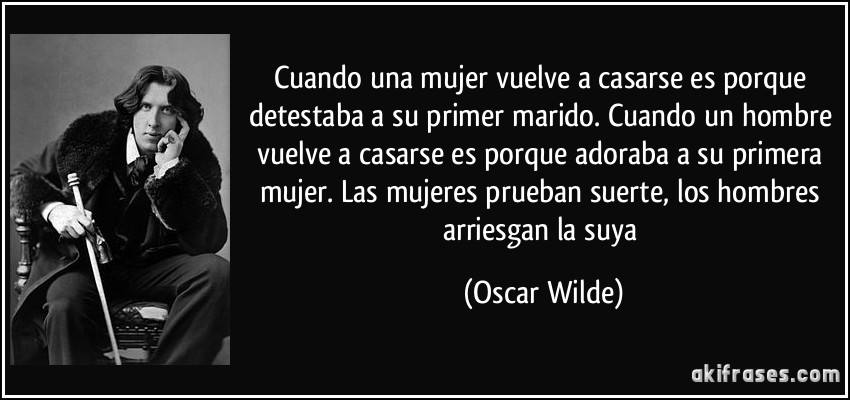 Cuando una mujer vuelve a casarse es porque
detestaba a su primer marido. Cuando un hombre
vuelve a casarse es porque adoraba a su primera
mujer. Las mujeres prueban suerte, los hombres
arriesgan la suya
(Oscar Wilde)
akifrases.com